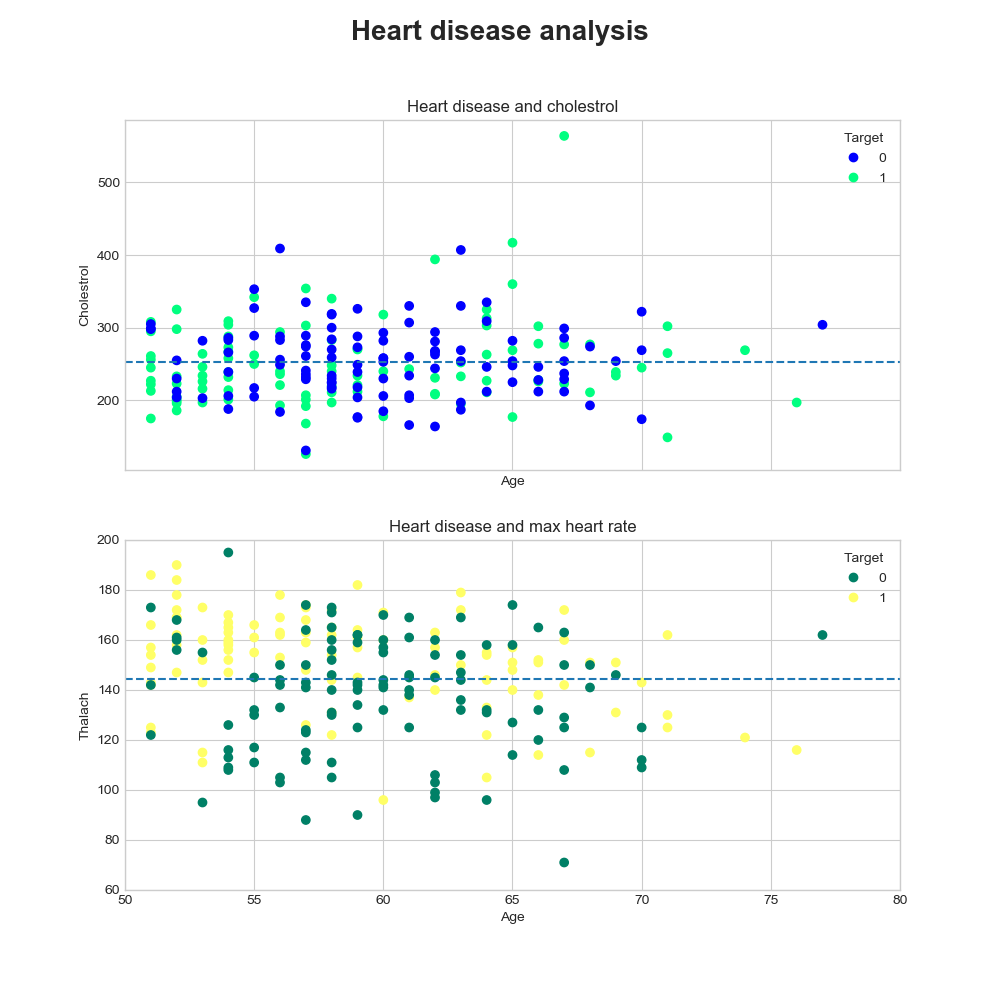 Heart disease analysis
Heart disease and cholestrol
Target
0
1
500
400
300
200
Cholestrol
Age
Heart disease and max heart rate
Target
0
1
200
180
160
140
120
100
80
60
Thalach
50 55 60 65 70 75 80
Age